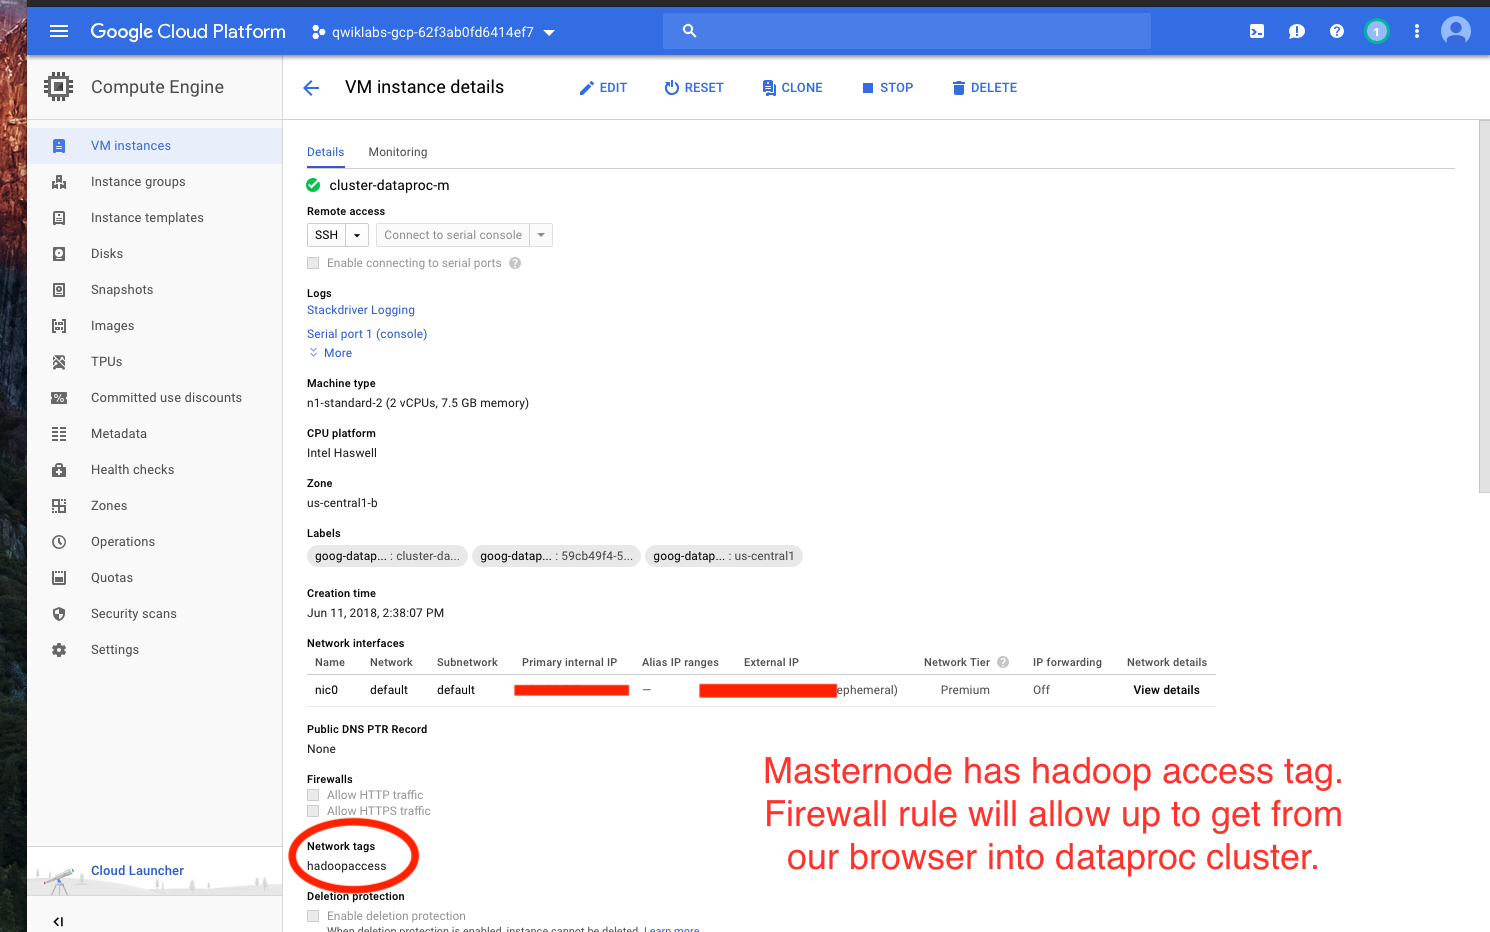 Google Cloud Platform
qwiklabs-gcp-62f3ab0fd6414ef7
1
Compute Engine
VM instance details
EDIT
RESET
CLONE
STOP
DELETE
VM instances
Instance groups
Instance templates
Disks
Snapshots
Images
TPUs
Committed use discounts
Metadata
Health checks
Zones
Operations
Quotas
Security scans
Settings
Cloud Launcher
Details Monitoring
cluster-dataproc-m
Remote access
SSH Connect to serial console
Enable connecting to serial ports
Logs
Stackdriver Logging
Serial port 1 (console)
More
Machine type
n1-standard-2 (2 vCPUs, 7.5 GB memory)
CPU platform
Intel Haswell
Zone
us-central1-b
Labels
goog-datap... : cluster-da... goog-datap... : 59cb49f4-5... goog-datap... : us-central1
Creation time
Jun 11, 2018, 2:38:07 PM
Network interfaces
Name Network Subnetwork Primary internal IP Alias IP ranges External IP Network Tier IP forwarding Network details
nic0 default default — ephemeral) Premium Off View details
Public DNS PTR Record
None
Firewalls
Allow HTTP traffic
Allow HTTPS traffic
Network tags
hadoopaccess
Deletion protection
Enable deletion protection
When deletion protection is enabled, instance cannot be deleted. Learn more
Masternode has hadoop access tag.
Firewall rule will allow up to get from
our browser into dataproc cluster.